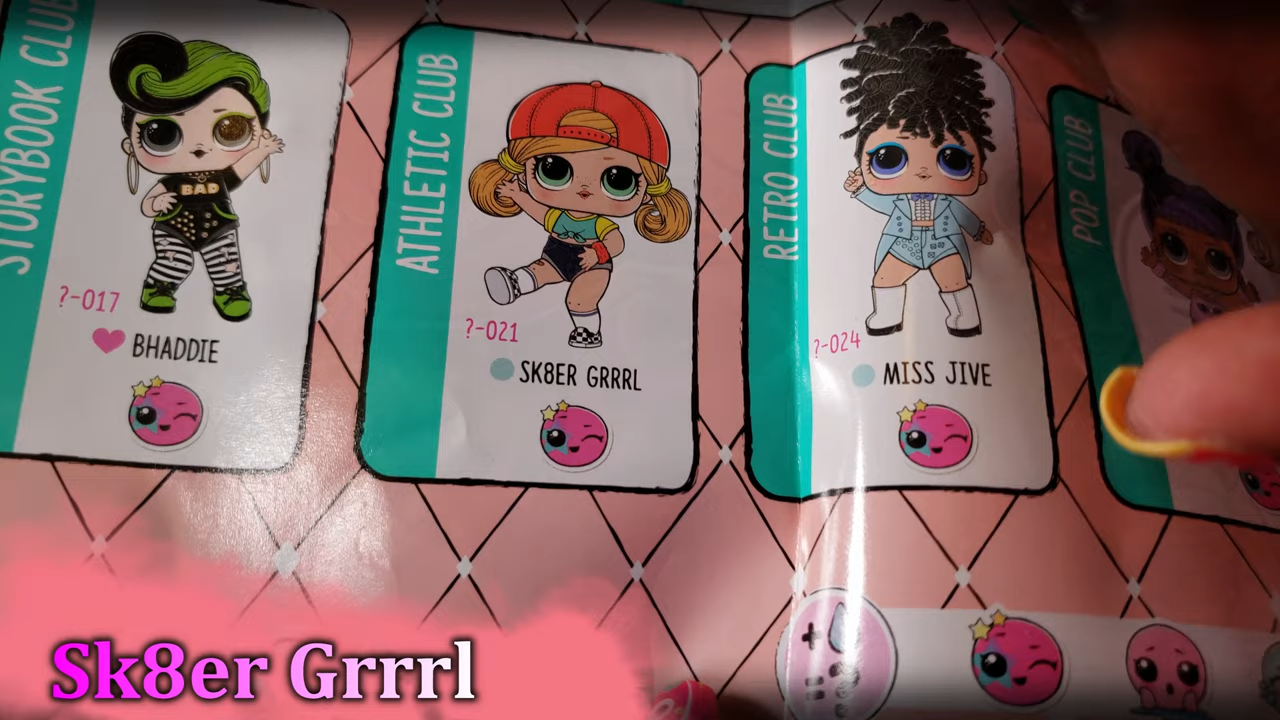 STORYBOOK CLUB
BAD
?-017
BHADDIE
ATHLETIC CLUB
?-021
SK8ER GRRRL
RETRO CLUB
?-024
MISS JIVE
POP CLUB
Sk8er Grrrl